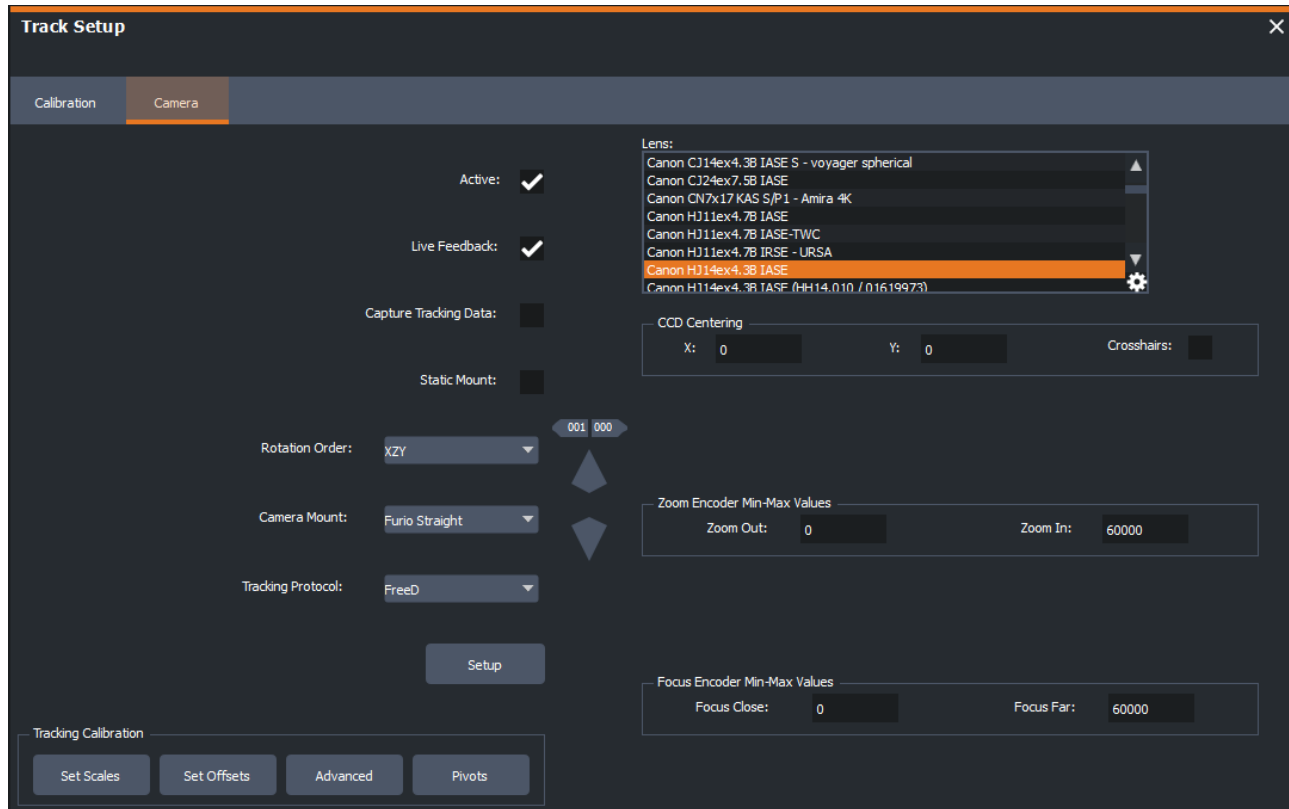 Track Setup
Calibration
Camera
Active:
Live Feedback:
Capture Tracking Data:
Static Mount:
Rotation Order:
XZY
001 000
Camera Mount:
Furio Straight
Tracking Protocol:
FreeD
Setup
Tracking Calibration
Set Scales
Set Offsets
Advanced
Pivots
Lens:
Canon CJ14ex4.3B IASE S - voyager spherical
Canon CJ24ex7.5B IASE
Canon CN7x17 KAS S/P1 - Amira 4K
Canon HJ11ex4.7B IASE
Canon HJ11ex4.7B IASE-TWC
Canon HJ11ex4.7B IRSE - URSA
Canon HJ14ex4.3B IASE
Canon HJ14ex4.3B IASE (HH14.010 / 01619973)
CCD Centering
X: 0
Y: 0
Crosshairs:
Zoom Encoder Min-Max Values
Zoom Out: 0
Zoom In: 60000
Focus Encoder Min-Max Values
Focus Close: 0
Focus Far: 60000